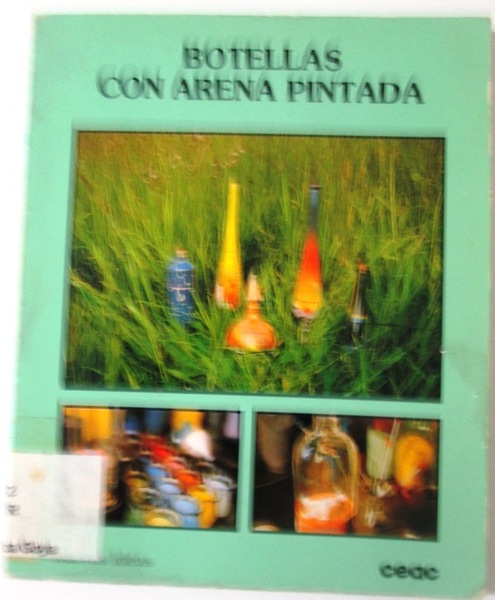 BOTELLAS
CON ARENA PINTADA
ceac